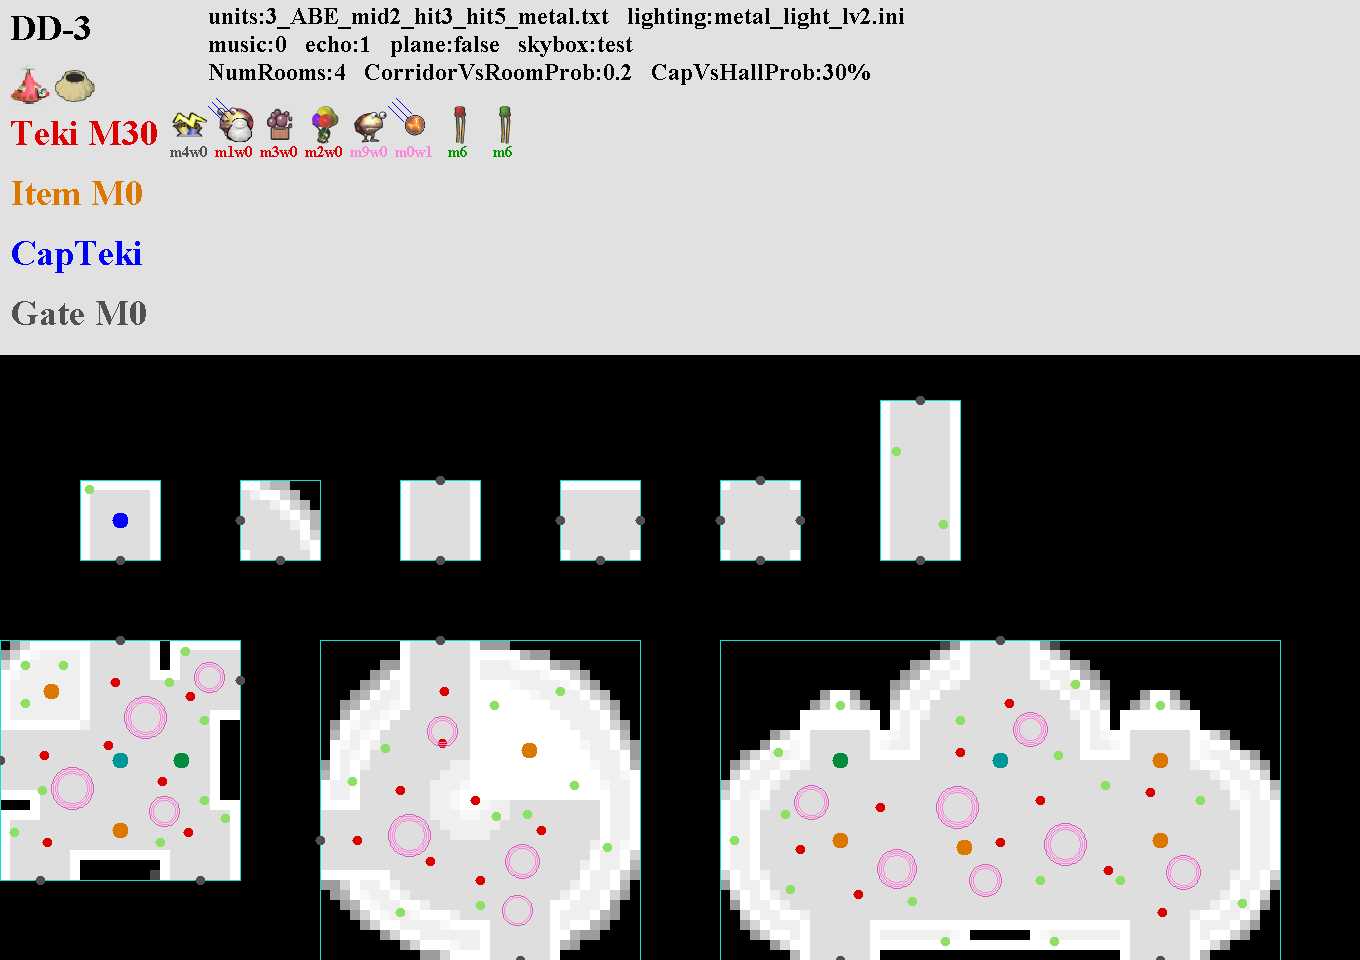 DD-3
units:3_ABE_mid2_hit3_hit5_metal.txt lighting:metal_light_lv2.ini
music:0 echo:1 plane:false skybox:test
NumRooms:4 CorridorVsRoomProb:0.2 CapVsHallProb:30%
Teki M30
m4w0 m1w0 m3w0 m2w0 m9w0 m0w1 m6 m6
Item M0
CapTeki
Gate M0